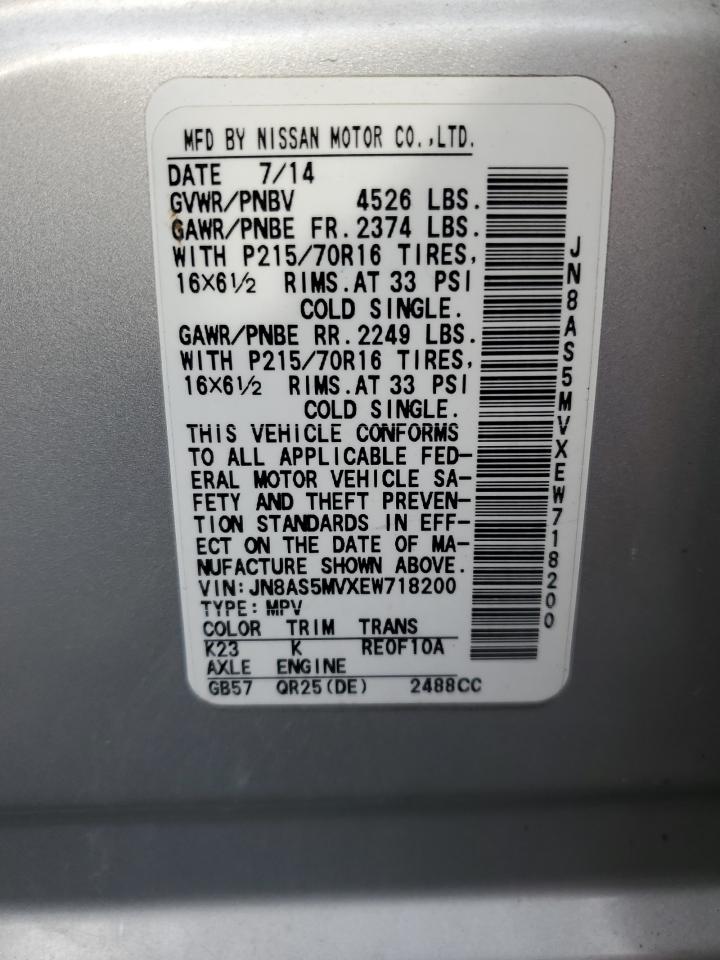 MFD BY NISSAN MOTOR CO.,LTD.
DATE 7/14
GVWR/PNBV 4526 LBS.
GAWR/PNBE FR. 2374 LBS.
WITH P215/70R16 TIRES,
16X6½ RIMS.AT 33 PSI
COLD SINGLE.
GAWR/PNBE RR. 2249 LBS.
WITH P215/70R16 TIRES,
16X6½ RIMS.AT 33 PSI
COLD SINGLE.
THIS VEHICLE CONFORMS
TO ALL APPLICABLE FED-
ERAL MOTOR VEHICLE SA-
FETY AND THEFT PREVEN-
TION STANDARDS IN EFF-
ECT ON THE DATE OF MA-
NUFACTURE SHOWN ABOVE.
VIN:JN8AS5MVXEW718200
TYPE: MPV
COLOR TRIM TRANS
K23 K RE0F10A
AXLE ENGINE
GB57 QR25(DE) 2488CC
JN8AS5MVXEW718200